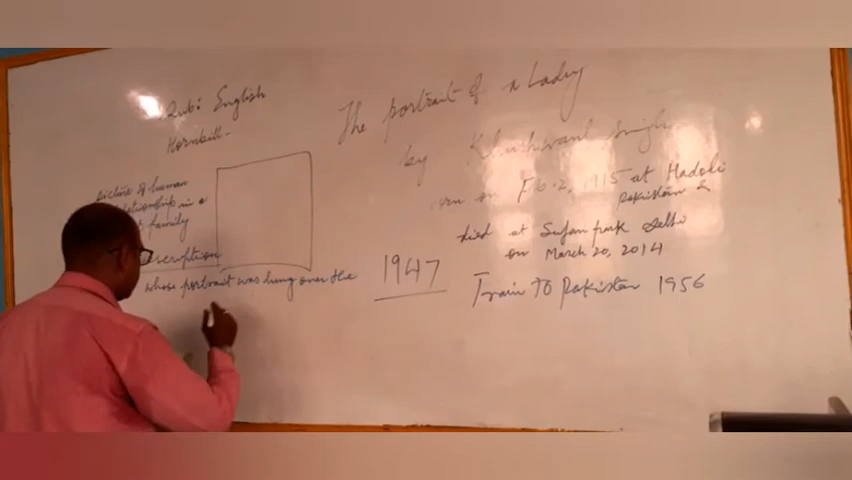 Sub: English
Hornbill-
The portrait of a Lady
by Khushwant Singh
on Feb. 2, 1915 at Hadali
Pakistan &
died at Sujan park Delhi
on March 20, 2014
1947
Train To Pakistan 1956
picture of human
relationship in a
family
description
whose portrait was hung over the